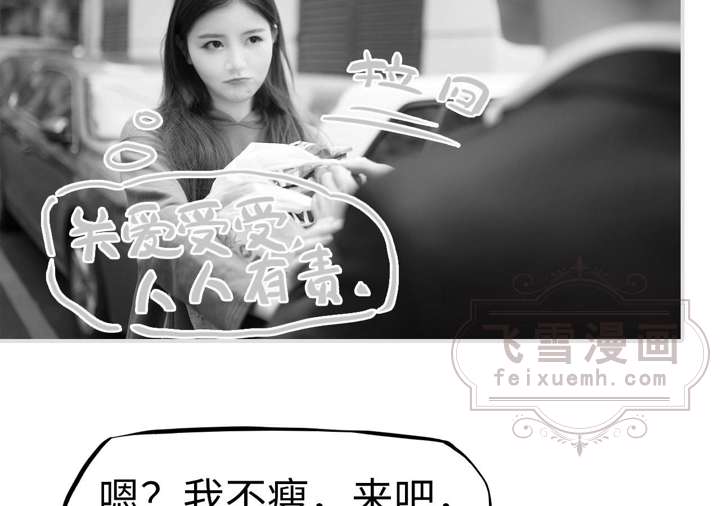 拉回
关爱受受,
人人有责.
飞雪漫画
feixuemh.com
嗯？我不瘦，来吧，